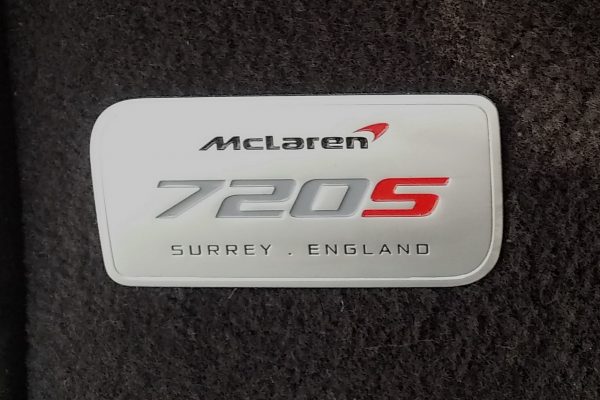 McLaren
720S
SURREY . ENGLAND